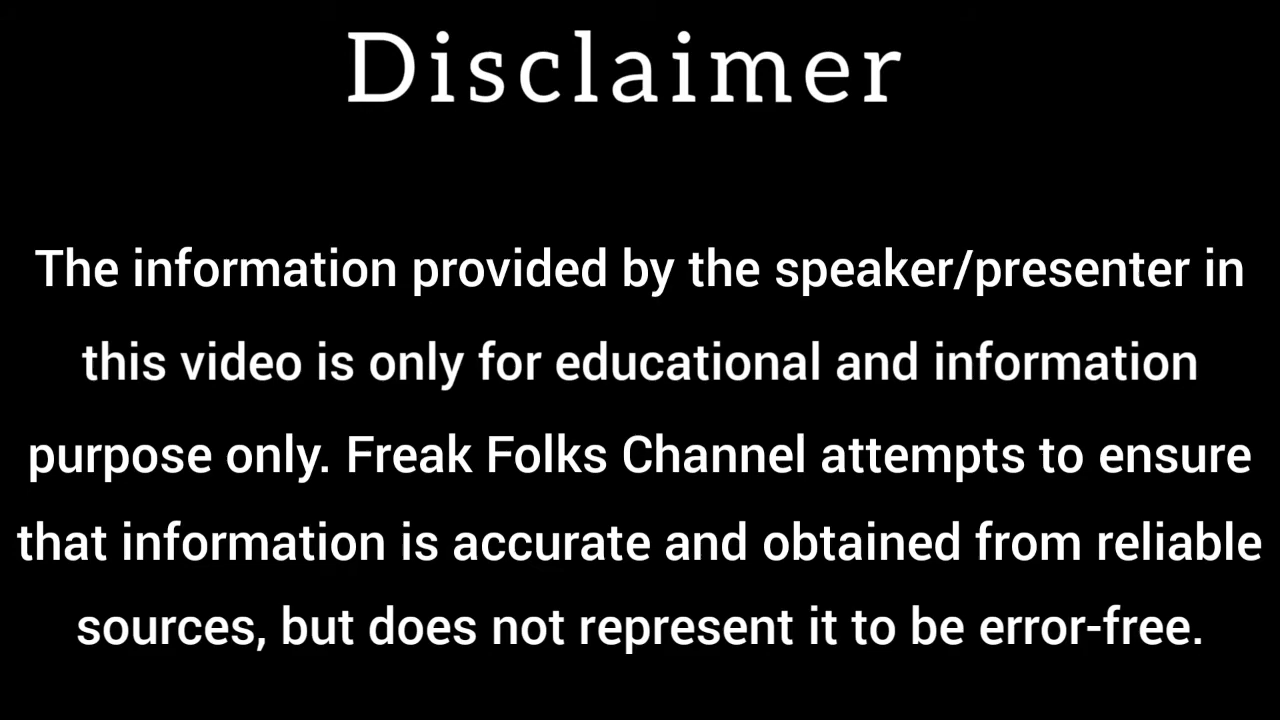 Disclaimer
The information provided by the speaker/presenter in
this video is only for educational and information
purpose only. Freak Folks Channel attempts to ensure
that information is accurate and obtained from reliable
sources, but does not represent it to be error-free.